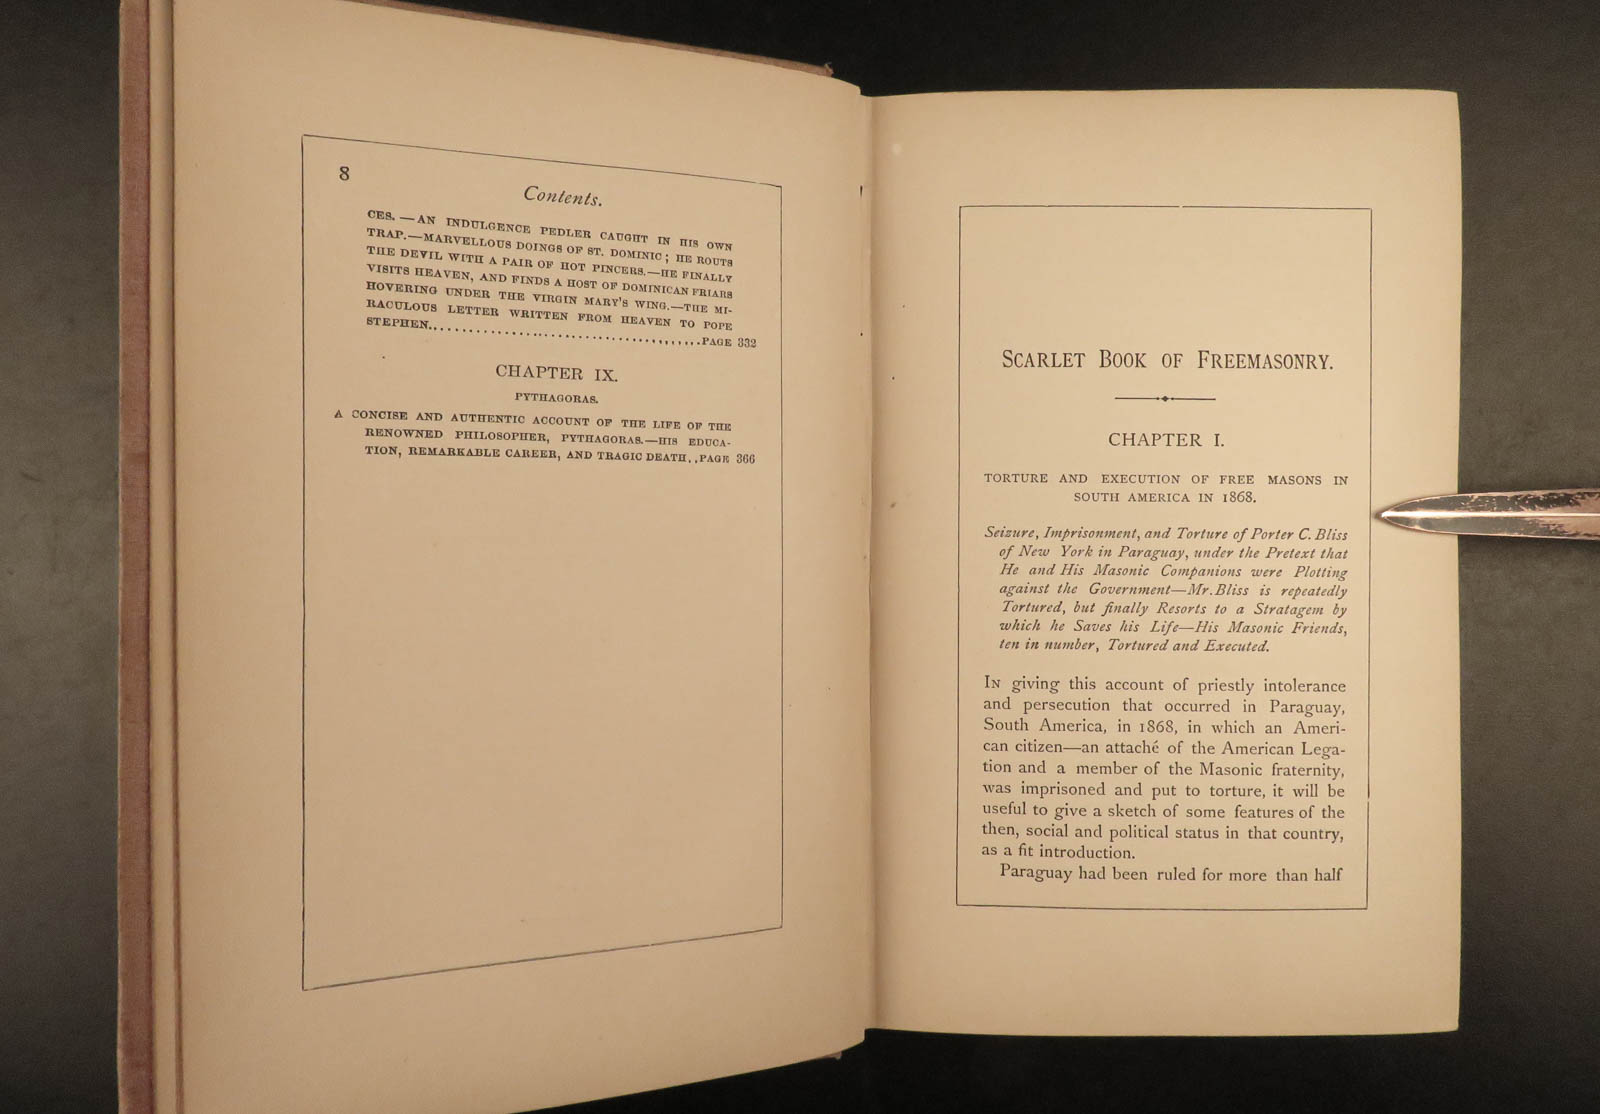 8
Contents.
CES. — AN INDULGENCE PEDLER CAUGHT IN HIS OWN
TRAP.—MARVELLOUS DOINGS OF ST. DOMINIC; HE ROUTS
THE DEVIL WITH A PAIR OF HOT PINCERS.—HE FINALLY
VISITS HEAVEN, AND FINDS A HOST OF DOMINICAN FRIARS
HOVERING UNDER THE VIRGIN MARY'S WING.—THE MI-
RACULOUS LETTER WRITTEN FROM HEAVEN TO POPE
STEPHEN..........................................PAGE 332
CHAPTER IX.
PYTHAGORAS.
A CONCISE AND AUTHENTIC ACCOUNT OF THE LIFE OF THE
RENOWNED PHILOSOPHER, PYTHAGORAS.—HIS EDUCA-
TION, REMARKABLE CAREER, AND TRAGIC DEATH..PAGE 366
SCARLET BOOK OF FREEMASONRY.
CHAPTER I.
TORTURE AND EXECUTION OF FREE MASONS IN
SOUTH AMERICA IN 1868.
Seizure, Imprisonment, and Torture of Porter C. Bliss
of New York in Paraguay, under the Pretext that
He and His Masonic Companions were Plotting
against the Government—Mr. Bliss is repeatedly
Tortured, but finally Resorts to a Stratagem by
which he Saves his Life—His Masonic Friends,
ten in number, Tortured and Executed.
IN giving this account of priestly intolerance
and persecution that occurred in Paraguay,
South America, in 1868, in which an Ameri-
can citizen—an attaché of the American Lega-
tion and a member of the Masonic fraternity,
was imprisoned and put to torture, it will be
useful to give a sketch of some features of the
then, social and political status in that country,
as a fit introduction.
Paraguay had been ruled for more than half